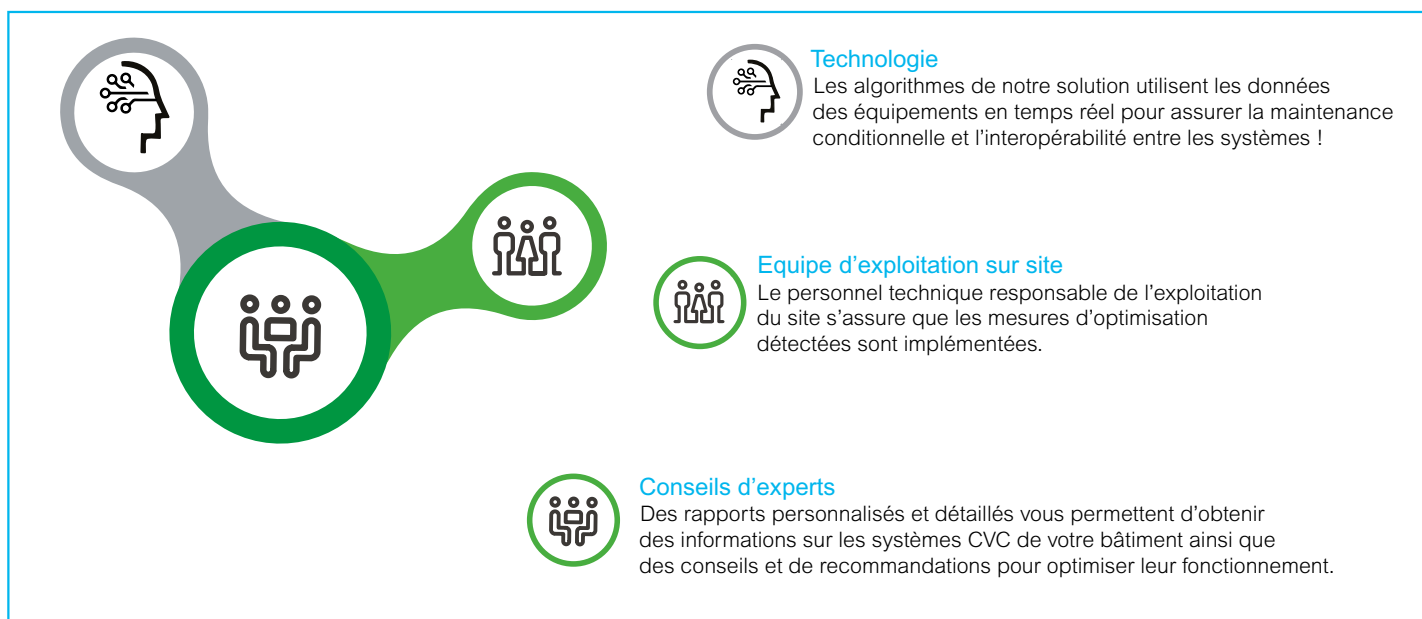 Technologie
Les algorithmes de notre solution utilisent les données
des équipements en temps réel pour assurer la maintenance
conditionnelle et l’interopérabilité entre les systèmes !
Equipe d’exploitation sur site
Le personnel technique responsable de l’exploitation
du site s’assure que les mesures d’optimisation
détectées sont implémentées.
Conseils d’experts
Des rapports personnalisés et détaillés vous permettent d’obtenir
des informations sur les systèmes CVC de votre bâtiment ainsi que
des conseils et de recommandations pour optimiser leur fonctionnement.